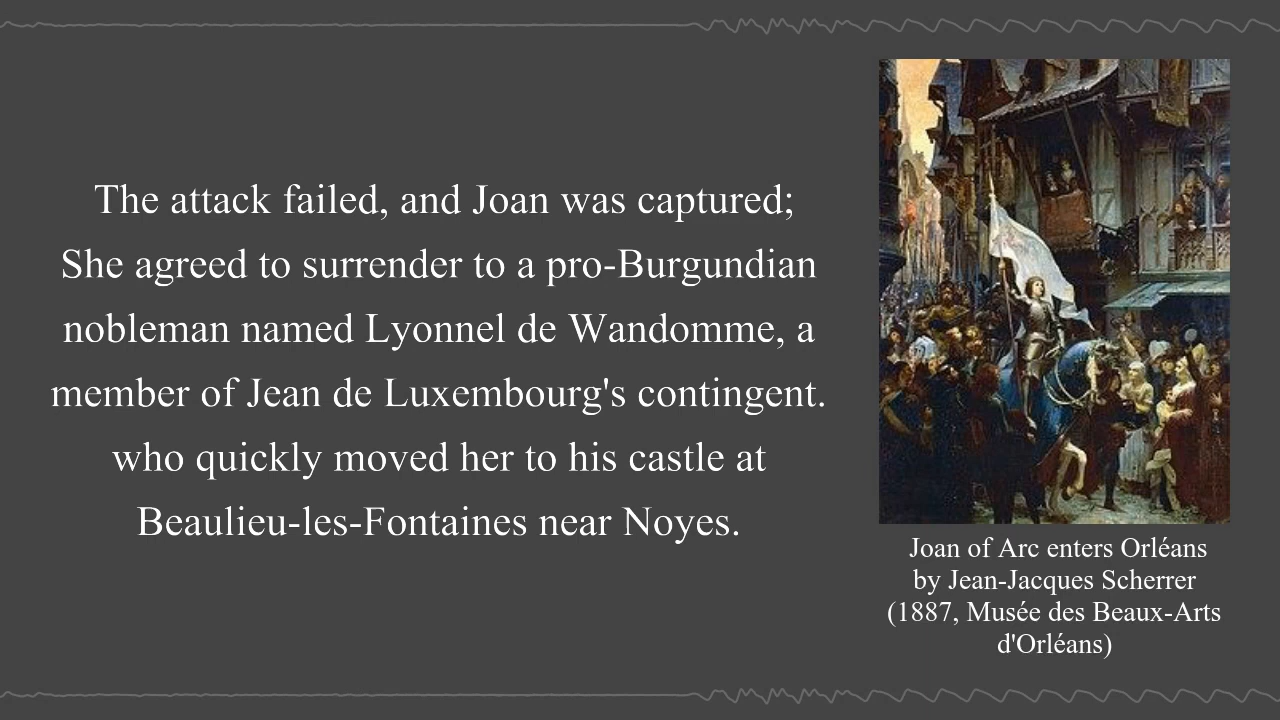 The attack failed, and Joan was captured;
She agreed to surrender to a pro-Burgundian
nobleman named Lyonnel de Wandomme, a
member of Jean de Luxembourg's contingent.
who quickly moved her to his castle at
Beaulieu-les-Fontaines near Noyes.
Joan of Arc enters Orléans
by Jean-Jacques Scherrer
(1887, Musée des Beaux-Arts
d'Orléans)